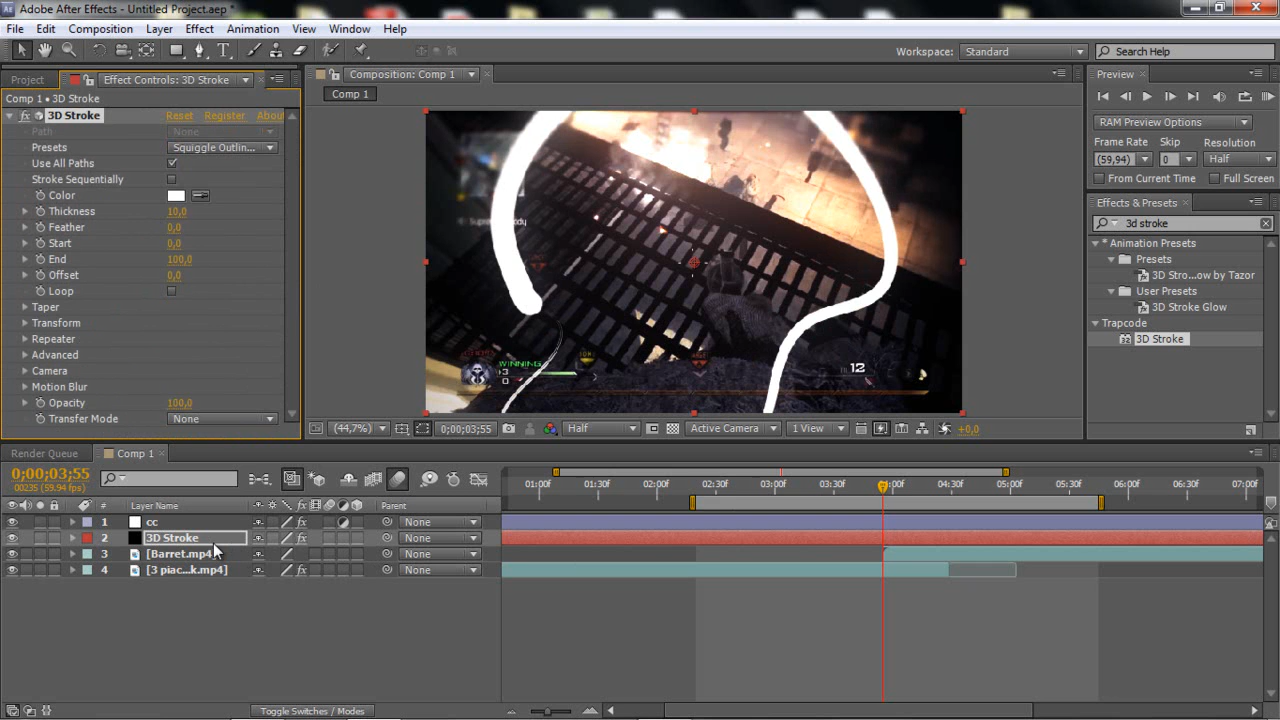 Adobe After Effects - Untitled Project.aep *
File Edit Composition Layer Effect Animation View Window Help
Workspace: Standard Search Help
Project Effect Controls: 3D Stroke Composition: Comp 1 Preview
Comp 1 • 3D Stroke Comp 1
3D Stroke Reset Register Abou
Path None
Presets Squiggle Outlin...
Use All Paths
Stroke Sequentially
Color
Thickness 10,0
Feather 0,0
Start 0,0
End 100,0
Offset 0,0
Loop
Taper
Transform
Repeater
Advanced
Camera
Motion Blur
Opacity 100,0
Transfer Mode None
WINNING
3
0
12
(44,7%) 0;00;03;55 Half Active Camera 1 View +0,0
RAM Preview Options
Frame Rate Skip Resolution
(59,94) 0 Half
From Current Time Full Screen
Effects & Presets
3d stroke
* Animation Presets
Presets
3D Stro...ow by Tazor
User Presets
3D Stroke Glow
Trapcode
3D Stroke
Render Queue Comp 1
0;00;03;55
00235 (59.94 fps)
01:00f 01:30f 02:00f 02:30f 03:00f 03:30f 04:00f 04:30f 05:00f 05:30f 06:00f 06:30f 07:00f
# Layer Name Parent
1 cc None
2 3D Stroke None
3 [Barret.mp4] None
4 [3 piac...k.mp4] None
Toggle Switches / Modes